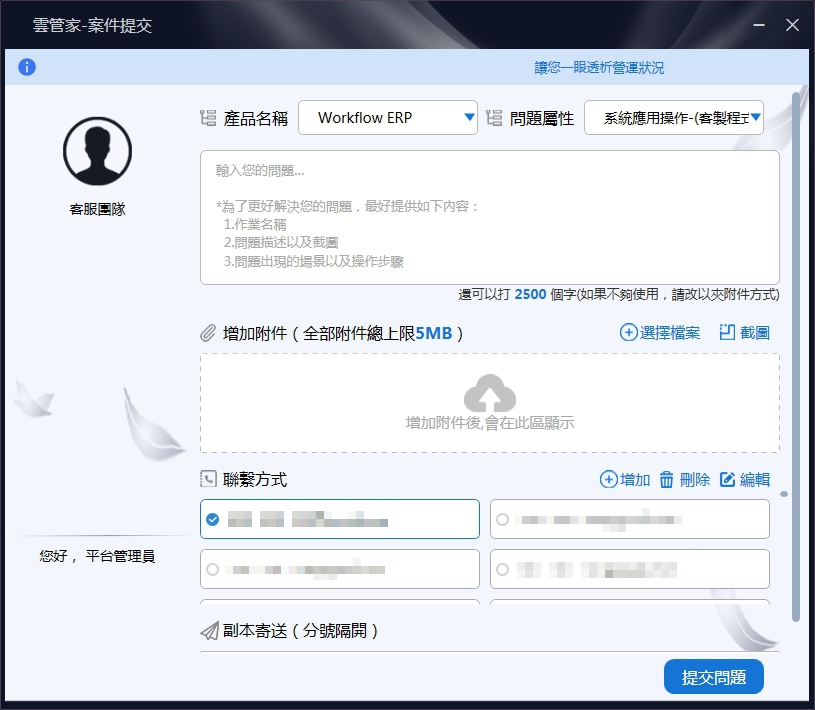 雲管家-案件提交
讓您一眼透析營運狀況
產品名稱 Workflow ERP 問題屬性 系統應用操作-(客製程式
客服團隊
輸入您的問題...
*為了更好解決您的問題，最好提供如下內容：
1.作業名稱
2.問題描述以及截圖
3.問題出現的場景以及操作步驟
還可以打 2500 個字(如果不夠使用，請改以夾附件方式)
增加附件（全部附件總上限5MB） 選擇檔案 截圖
增加附件後,會在此區顯示
聯繫方式 增加 刪除 編輯
您好， 平台管理員
副本寄送（分號隔開）
提交問題